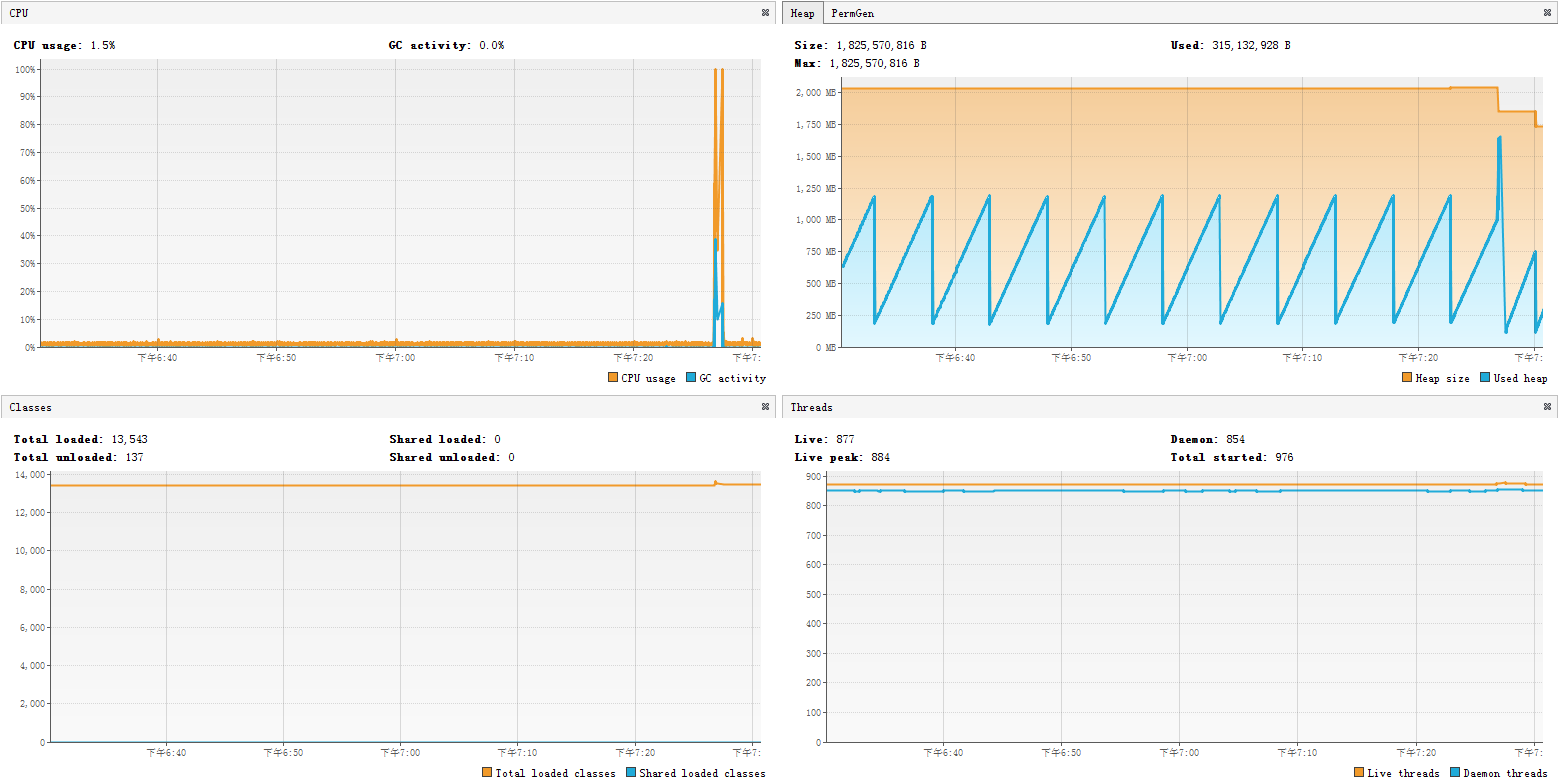 CPU
CPU usage: 1.5% GC activity: 0.0%
100%
90%
80%
70%
60%
50%
40%
30%
20%
10%
0%
下午6:40 下午6:50 下午7:00 下午7:10 下午7:20 下午7:
CPU usage GC activity
Heap PermGen
Size: 1,825,570,816 B Used: 315,132,928 B
Max: 1,825,570,816 B
2,000 MB
1,750 MB
1,500 MB
1,250 MB
1,000 MB
750 MB
500 MB
250 MB
0 MB
下午6:40 下午6:50 下午7:00 下午7:10 下午7:20 下午7:
Heap size Used heap
Classes
Total loaded: 13,543 Shared loaded: 0
Total unloaded: 137 Shared unloaded: 0
14,000
12,000
10,000
8,000
6,000
4,000
2,000
0
下午6:40 下午6:50 下午7:00 下午7:10 下午7:20 下午7:
Total loaded classes Shared loaded classes
Threads
Live: 877 Daemon: 854
Live peak: 884 Total started: 976
900
800
700
600
500
400
300
200
100
0
下午6:40 下午6:50 下午7:00 下午7:10 下午7:20 下午7:
Live threads Daemon threads